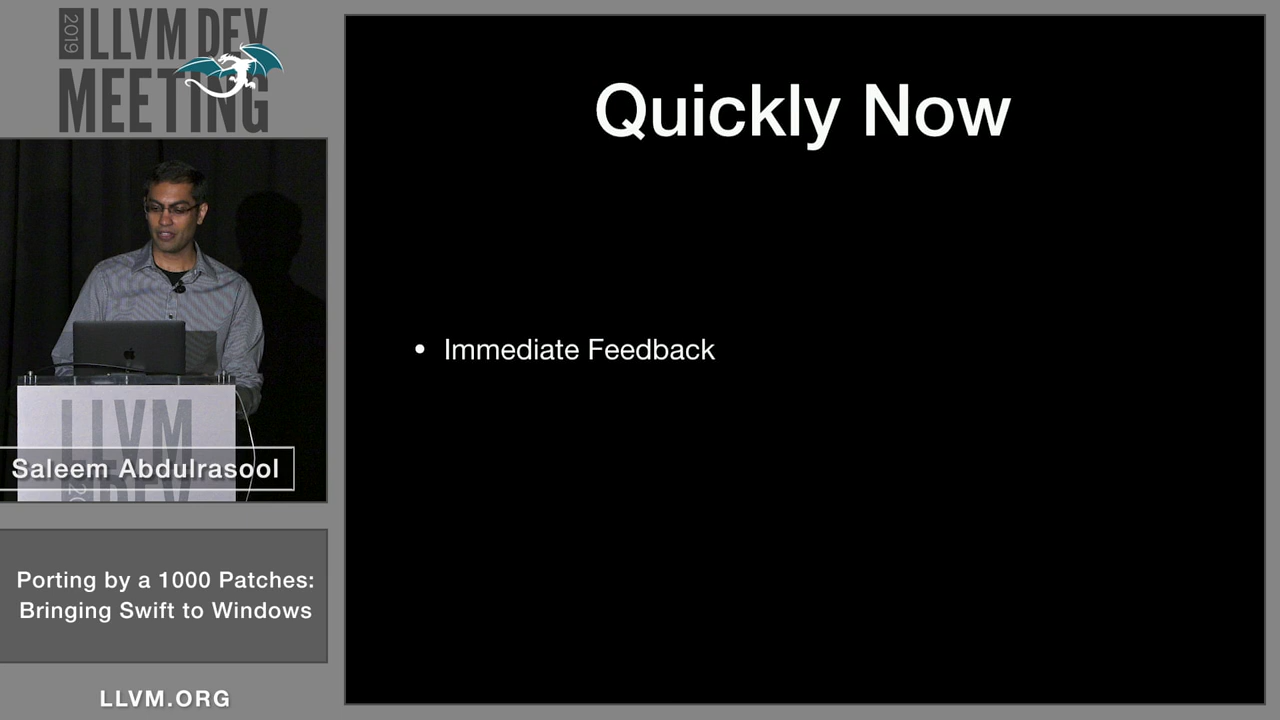 2019
LLVM DEV
MEETING
Quickly Now
• Immediate Feedback
LLVM
Saleem Abdulrasool
Porting by a 1000 Patches:
Bringing Swift to Windows
LLVM.ORG